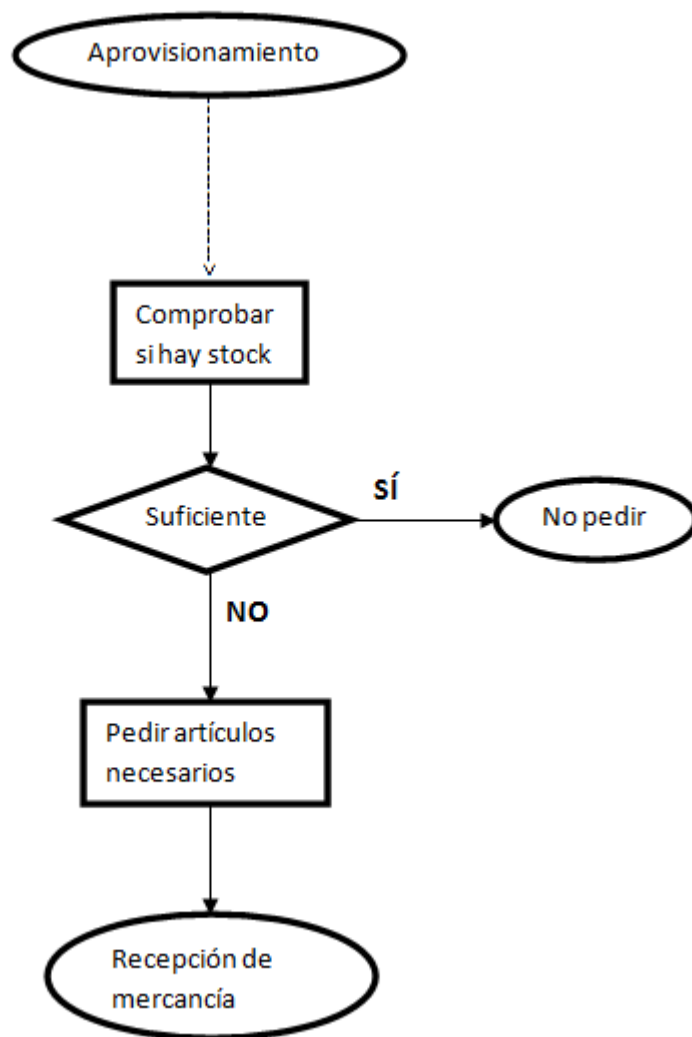 Aprovisionamiento
Comprobar
si hay stock
Suficiente
SÍ
No pedir
NO
Pedir artículos
necesarios
Recepción de
mercancía